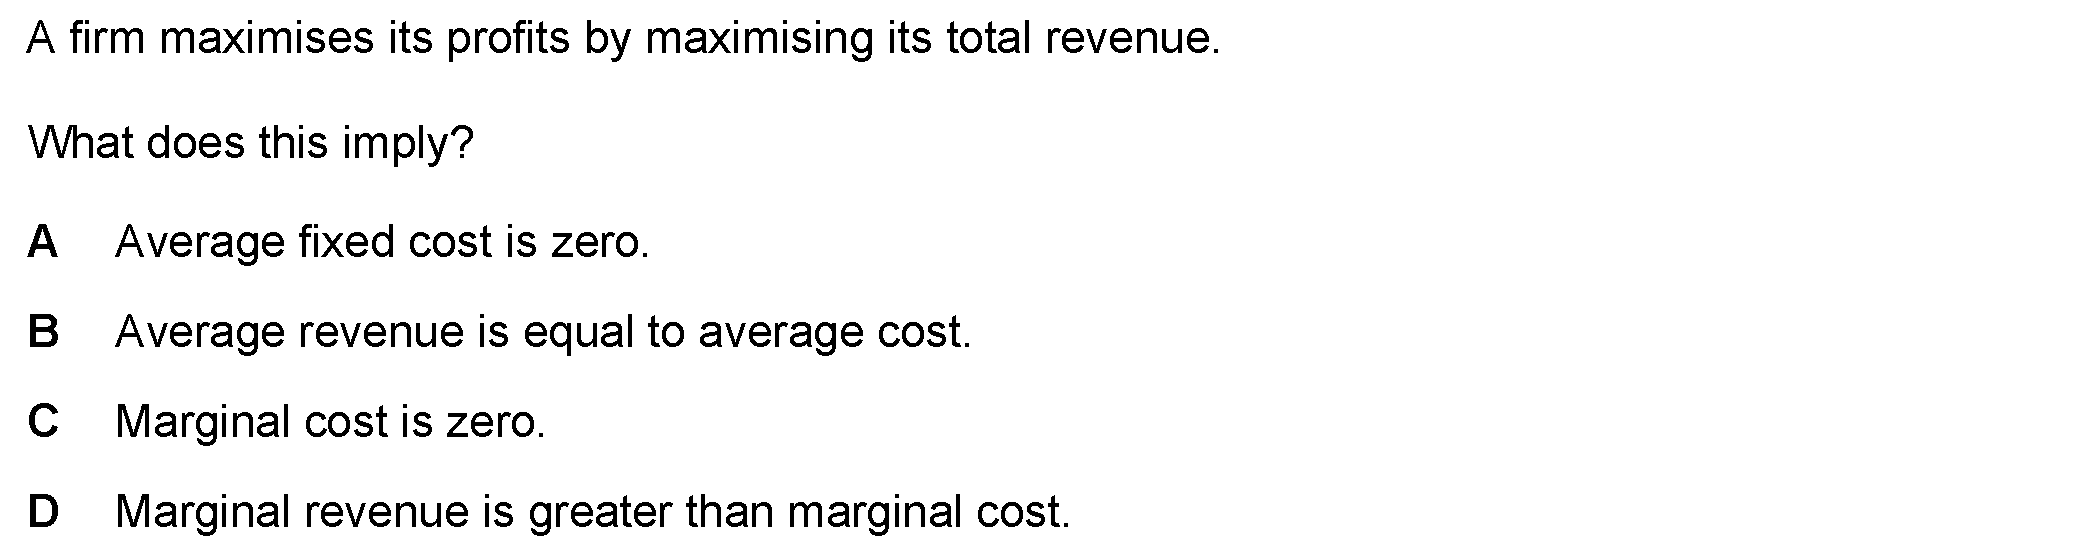 A firm maximises its profits by maximising its total revenue.
What does this imply?
A Average fixed cost is zero.
B Average revenue is equal to average cost.
C Marginal cost is zero.
D Marginal revenue is greater than marginal cost.